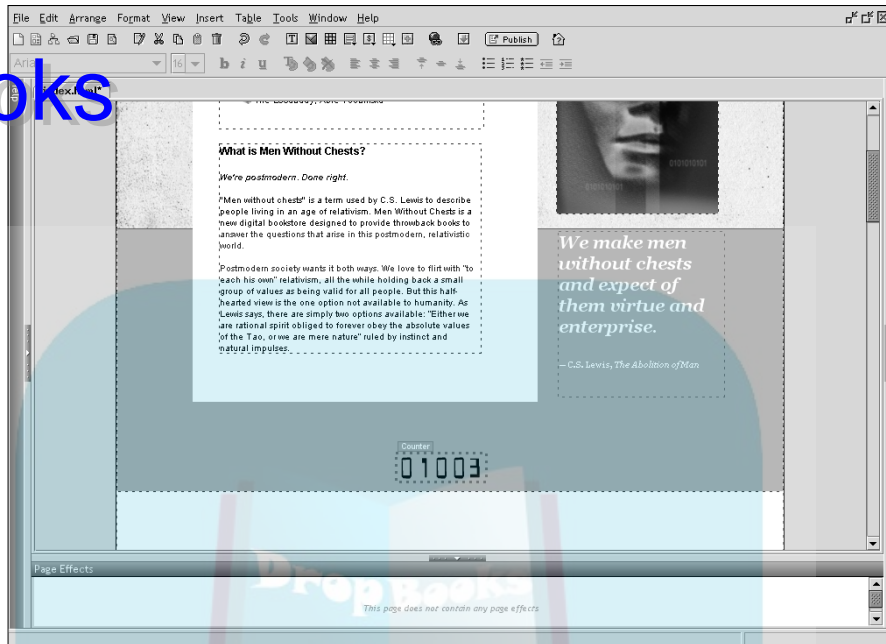 File Edit Arrange Format View Insert Table Tools Window Help
Publish
Aria 16 b i u
oks
index.html*
What is Men Without Chests?
We're postmodern. Done right.
"Men without chests" is a term used by C.S. Lewis to describe
people living in an age of relativism. Men Without Chests is a
new digital bookstore designed to provide throwback books to
answer the questions that arise in this postmodern, relativistic
world.
Postmodern society wants it both ways. We love to flirt with "to
each his own" relativism, all the while holding back a small
group of values as being valid for all people. But this half-
hearted view is the one option not available to humanity. As
Lewis says, there are simply two options available: "Either we
are rational spirit obliged to forever obey the absolute values
of the Tao, or we are mere nature" ruled by instinct and
natural impulses.
0101010101
0101010101
We make men
without chests
and expect of
them virtue and
enterprise.
— C.S. Lewis, The Abolition of Man
Counter
01003
Page Effects
DropBooks
This page does not contain any page effects